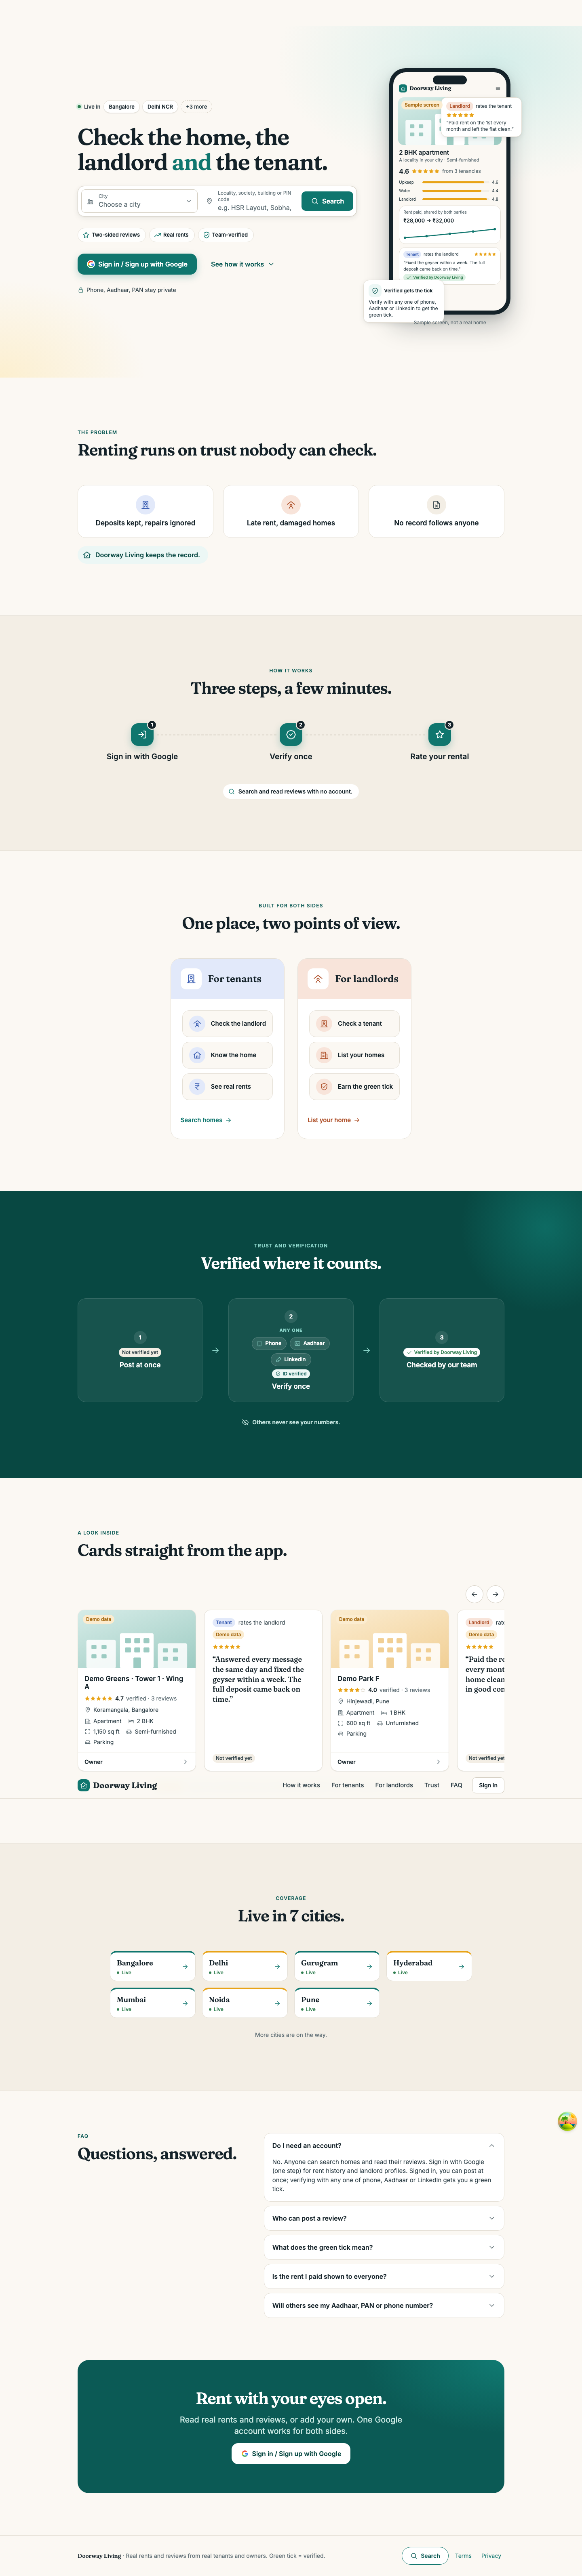 Live in Bangalore Delhi NCR +3 more
Check the home, the
landlord and the tenant.
City
Choose a city
Locality, society, building or PIN
code
e.g. HSR Layout, Sobha,
Search
Two-sided reviews Real rents Team-verified
Sign in / Sign up with Google See how it works
Phone, Aadhaar, PAN stay private
Doorway Living
Sample screen
Landlord rates the tenant
"Paid rent on the 1st every
month and left the flat clean."
2 BHK apartment
A locality in your city · Semi-furnished
4.6 from 3 tenancies
Upkeep 4.6
Water 4.4
Landlord 4.8
Rent paid, shared by both parties
₹28,000 → ₹32,000
Tenant rates the landlord
"Fixed the geyser within a week. The full
deposit came back on time."
Verified by Doorway Living
Verified gets the tick
Verify with any one of phone,
Aadhaar or LinkedIn to get the
green tick.
Sample screen, not a real home
THE PROBLEM
Renting runs on trust nobody can check.
Deposits kept, repairs ignored
Late rent, damaged homes
No record follows anyone
Doorway Living keeps the record.
HOW IT WORKS
Three steps, a few minutes.
1
2
3
Sign in with Google
Verify once
Rate your rental
Search and read reviews with no account.
BUILT FOR BOTH SIDES
One place, two points of view.
For tenants
Check the landlord
Know the home
See real rents
Search homes →
For landlords
Check a tenant
List your homes
Earn the green tick
List your home →
TRUST AND VERIFICATION
Verified where it counts.
1
Not verified yet
Post at once
→
2
ANY ONE
Phone Aadhaar
LinkedIn
ID verified
Verify once
→
3
Verified by Doorway Living
Checked by our team
Others never see your numbers.
A LOOK INSIDE
Cards straight from the app.
← →
Demo data
Demo Greens · Tower 1 · Wing
A
4.7 verified · 3 reviews
Koramangala, Bangalore
Apartment 2 BHK
1,150 sq ft Semi-furnished
Parking
Owner
Tenant rates the landlord
Demo data
"Answered every message
the same day and fixed the
geyser within a week. The
full deposit came back on
time."
Not verified yet
Demo data
Demo Park F
4.0 verified · 3 reviews
Hinjewadi, Pune
Apartment 1 BHK
600 sq ft Unfurnished
Parking
Owner
Landlord rate
Demo data
"Paid the re
every mont
home clean
in good con
Not verified yet
Doorway Living How it works For tenants For landlords Trust FAQ Sign in
COVERAGE
Live in 7 cities.
Bangalore
Live
Delhi
Live
Gurugram
Live
Hyderabad
Live
Mumbai
Live
Noida
Live
Pune
Live
More cities are on the way.
FAQ
Questions, answered.
Do I need an account?
No. Anyone can search homes and read their reviews. Sign in with Google
(one step) for rent history and landlord profiles. Signed in, you can post at
once; verifying with any one of phone, Aadhaar or LinkedIn gets you a green
tick.
Who can post a review?
What does the green tick mean?
Is the rent I paid shown to everyone?
Will others see my Aadhaar, PAN or phone number?
Rent with your eyes open.
Read real rents and reviews, or add your own. One Google
account works for both sides.
Sign in / Sign up with Google
Doorway Living · Real rents and reviews from real tenants and owners. Green tick = verified.
Search Terms Privacy